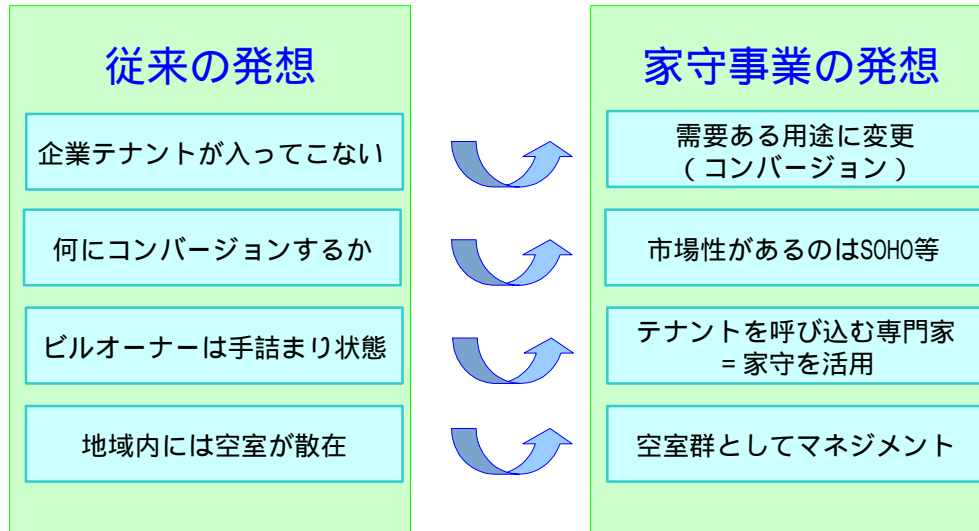 従来の発想
企業テナントが入ってこない
何にコンバージョンするか
ビルオーナーは手詰まり状態
地域内には空室が散在
家守事業の発想
需要ある用途に変更
(コンバージョン)
市場性があるのはSOHO等
テナントを呼び込む専門家
=家守を活用
空室群としてマネジメント